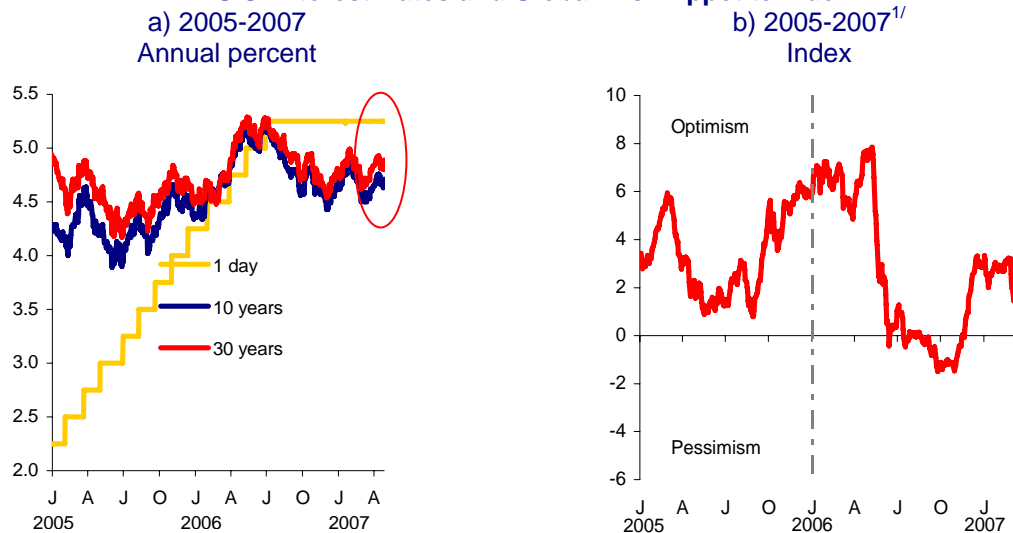 a) 2005-2007
Annual percent
5.5
5.0
4.5
4.0
3.5
3.0
2.5
2.0
1 day
10 years
30 years
J A J O J A J O J A
2005 2006 2007
b) 2005-2007 1/
Index
10
8
6
4
2
0
-2
-4
-6
Optimism
Pessimism
J A J O J A J O J
2005 2006 2007